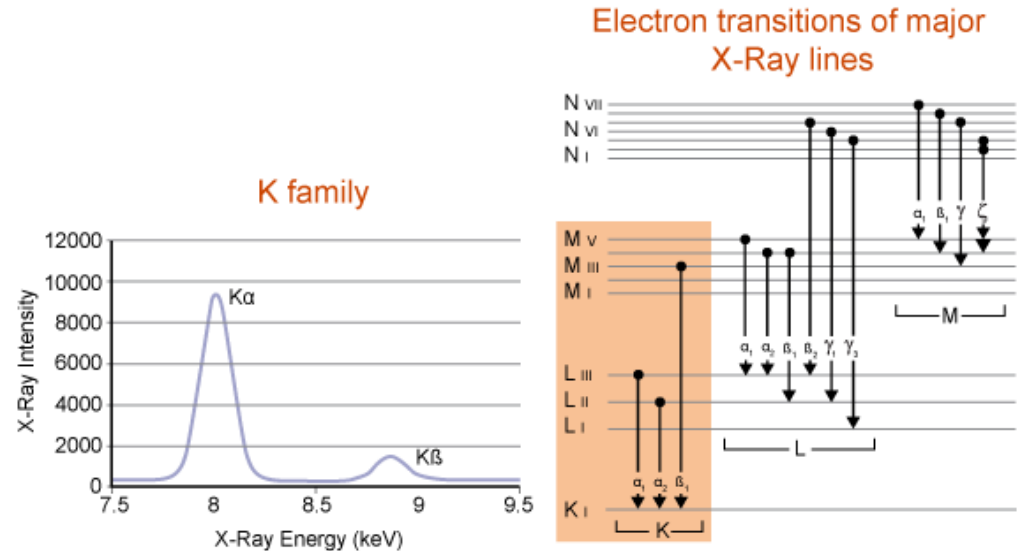 Electron transitions of major
X-Ray lines
K family
12000
10000
8000
6000
4000
2000
0
X-Ray Intensity
Kα
Kß
7.5 8 8.5 9 9.5
X-Ray Energy (keV)
N VII
N VI
N I
M V
M III
M I
L III
L II
L I
K I
α₁ ß₁ γ ζ
M
α₁ α₂ ß₁ ß₂ γ₁ γ₃
L
α₁ α₂ ß₁
K